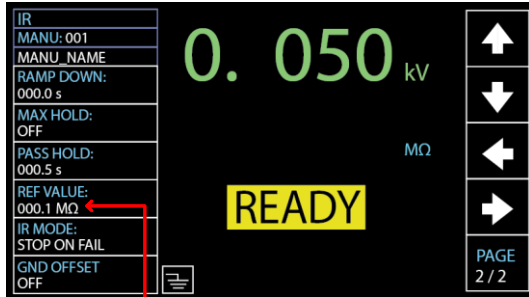 IR
MANU: 001
MANU_NAME
RAMP DOWN:
000.0 s
MAX HOLD:
OFF
PASS HOLD:
000.5 s
REF VALUE:
000.1 MΩ
IR MODE:
STOP ON FAIL
GND OFFSET
OFF
0. 050 kV
MΩ
READY
PAGE
2 / 2